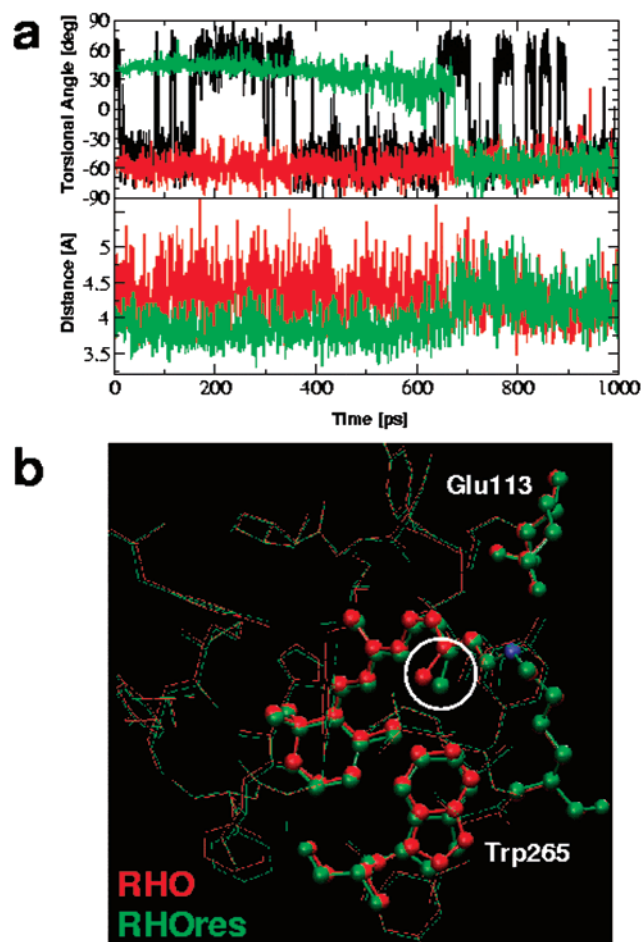 a
Torsional Angle [deg]
90
60
30
0
-30
-60
-90
Distance [A]
5
4.5
4
3.5
0
200
400
600
800
1000
Time [ps]
b
Glu113
Trp265
RHO
RHOres